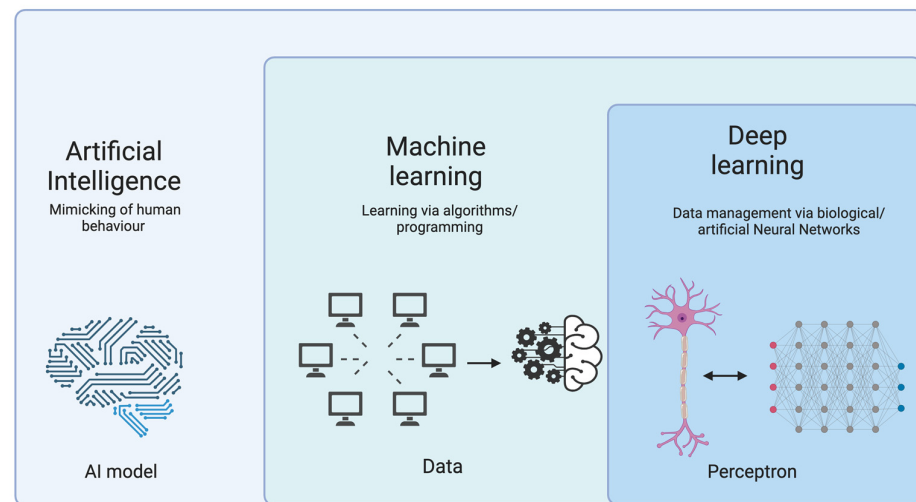 Artificial
Intelligence
Mimicking of human
behaviour
AI model
Machine
learning
Learning via algorithms/
programming
Data
Deep
learning
Data management via biological/
artificial Neural Networks
Perceptron